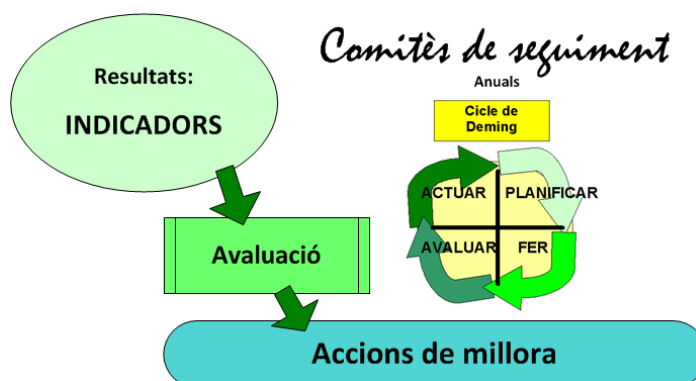 Comitès de seguiment
Anuals
Resultats:
INDICADORS
Cicle de
Deming
ACTUAR
PLANIFICAR
AVALUAR
FER
Avaluació
Accions de millora